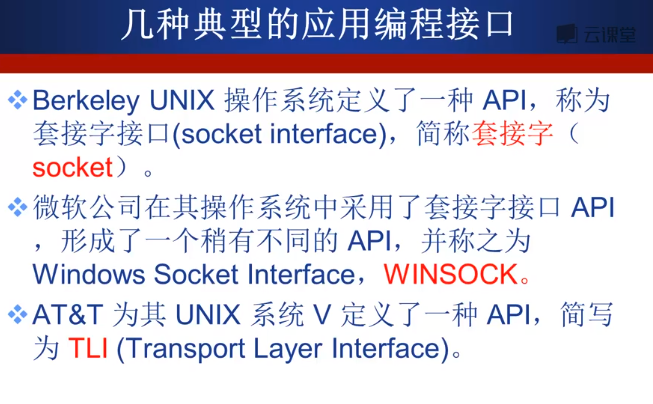 几种典型的应用编程接口
云课堂
Berkeley UNIX 操作系统定义了一种 API，称为
套接字接口(socket interface)，简称套接字（
socket）。
微软公司在其操作系统中采用了套接字接口 API
，形成了一个稍有不同的 API，并称之为
Windows Socket Interface，WINSOCK。
AT&T 为其 UNIX 系统 V 定义了一种 API，简写
为 TLI (Transport Layer Interface)。